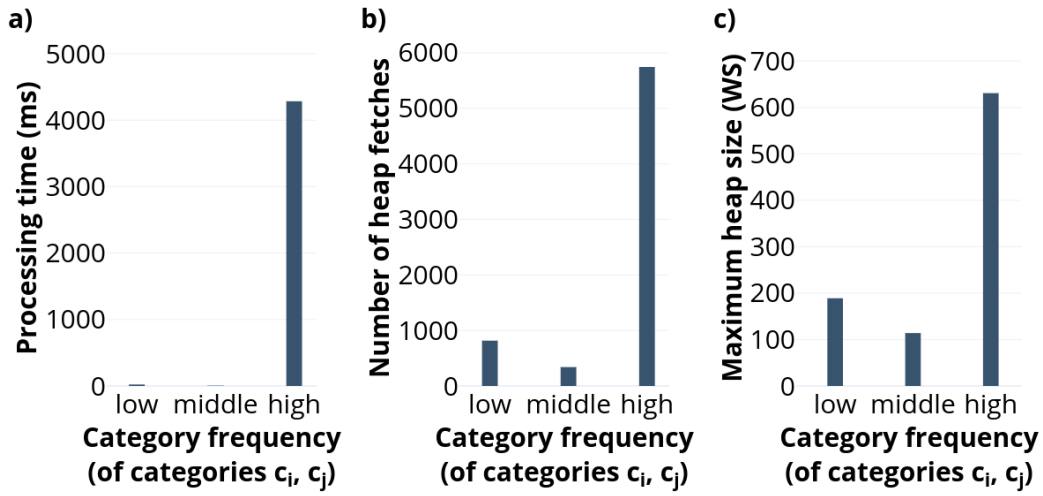 a)
Processing time (ms)
5000
4000
3000
2000
1000
0
low middle high
Category frequency
(of categories ci, cj)
b)
Number of heap fetches
6000
5000
4000
3000
2000
1000
0
low middle high
Category frequency
(of categories ci, cj)
c)
Maximum heap size (WS)
700
600
500
400
300
200
100
0
low middle high
Category frequency
(of categories ci, cj)